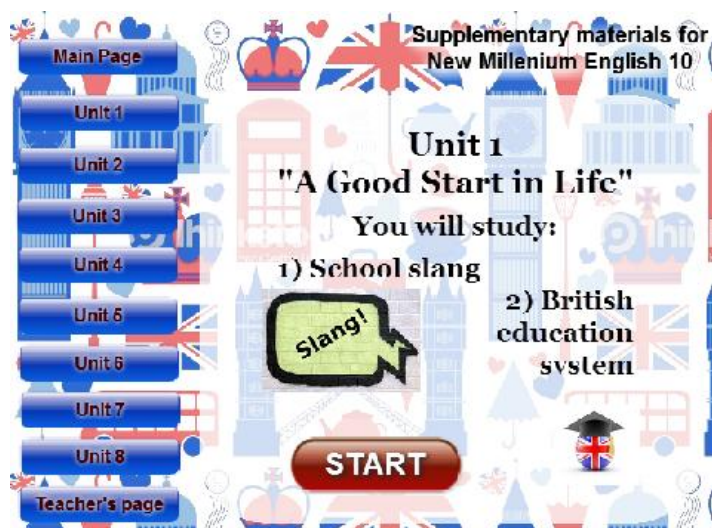 Supplementary materials for
New Millenium English 10
Main Page
Unit 1
Unit 2
Unit 3
Unit 4
Unit 5
Unit 6
Unit 7
Unit 8
Teacher's page
Unit 1
"A Good Start in Life"
You will study:
1) School slang
Slang!
2) British
education
system
START